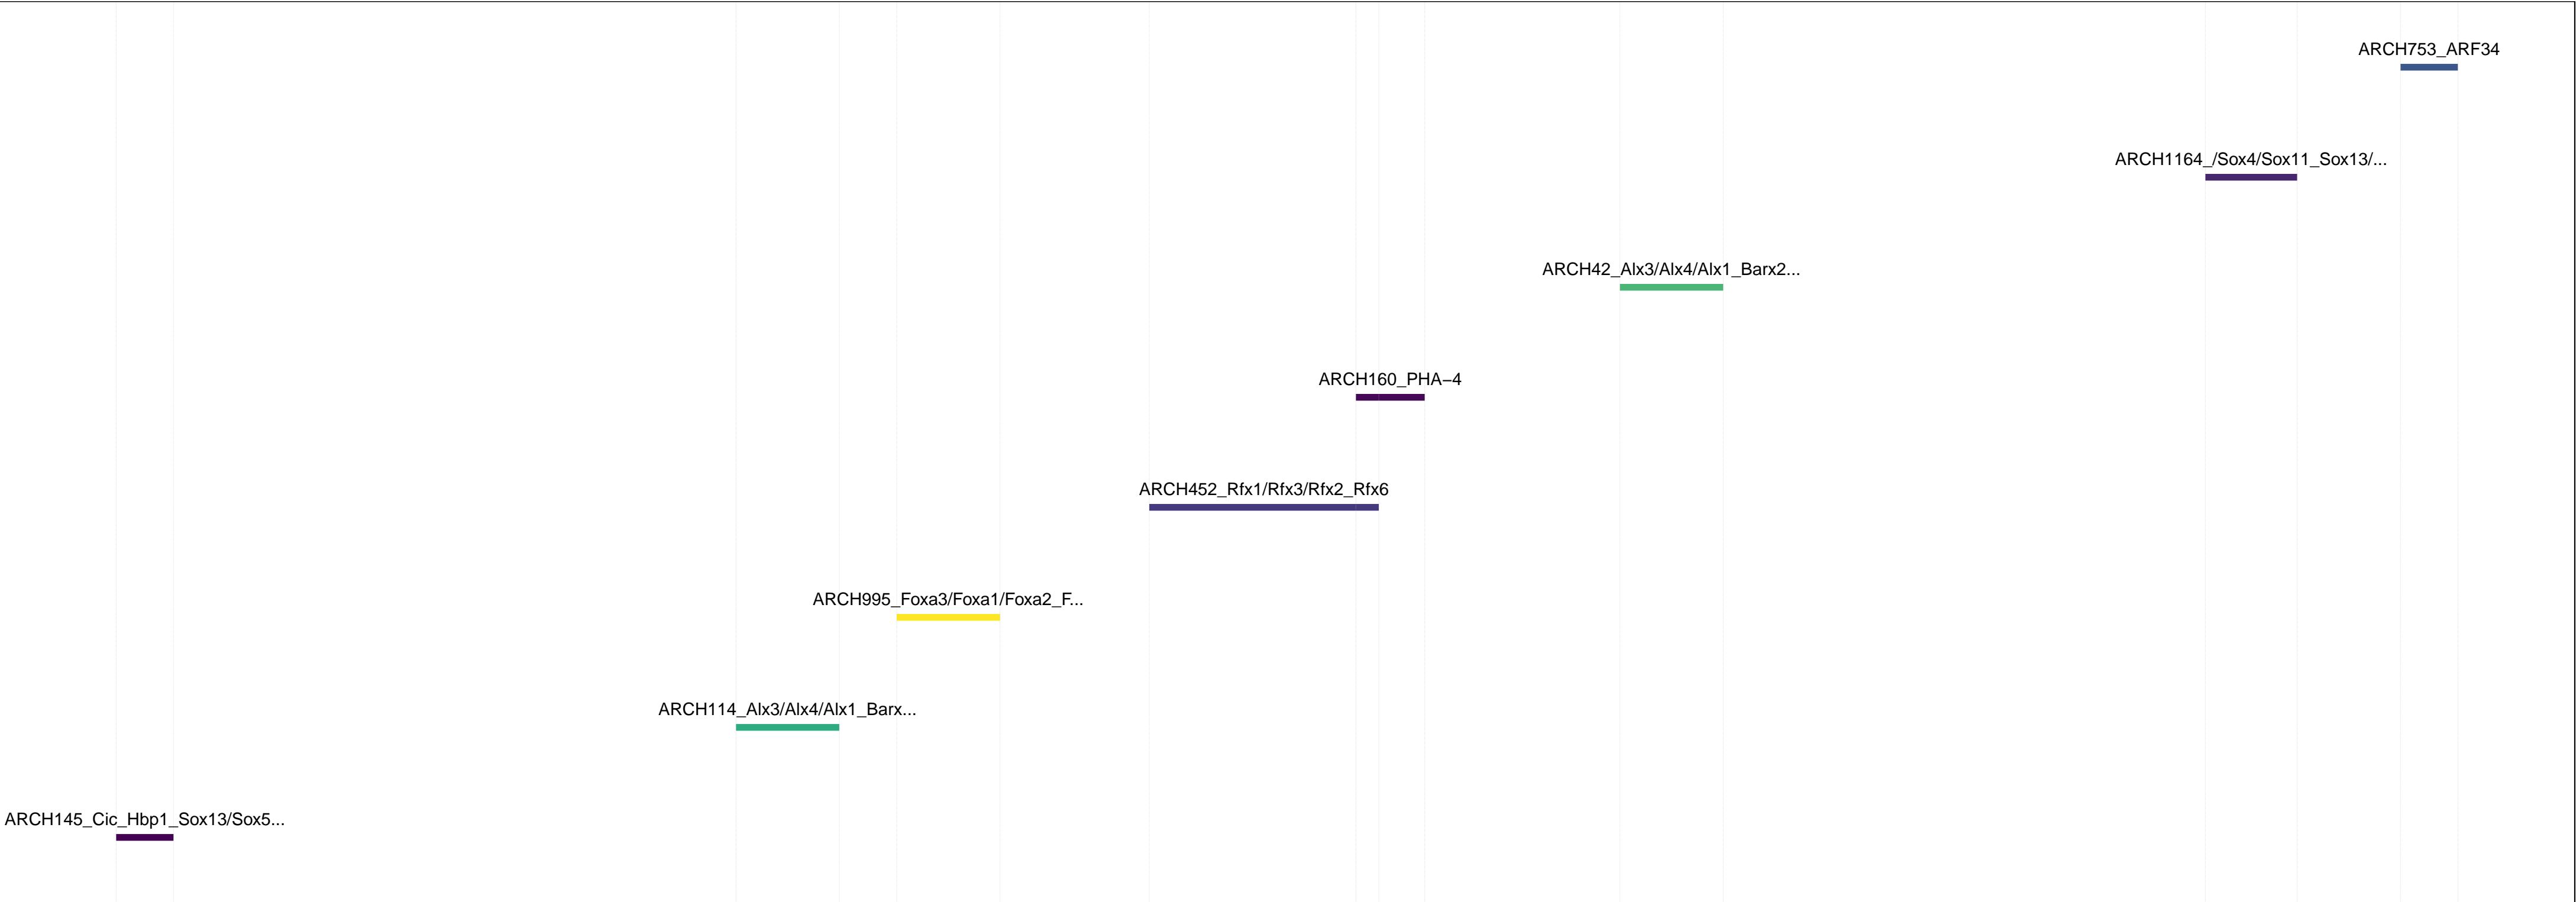 ARCH753_ARF34
ARCH1164_/Sox4/Sox11_Sox13/...
ARCH42_Alx3/Alx4/Alx1_Barx2...
ARCH160_PHA−4
ARCH452_Rfx1/Rfx3/Rfx2_Rfx6
ARCH995_Foxa3/Foxa1/Foxa2_F...
ARCH114_Alx3/Alx4/Alx1_Barx...
ARCH145_Cic_Hbp1_Sox13/Sox5...